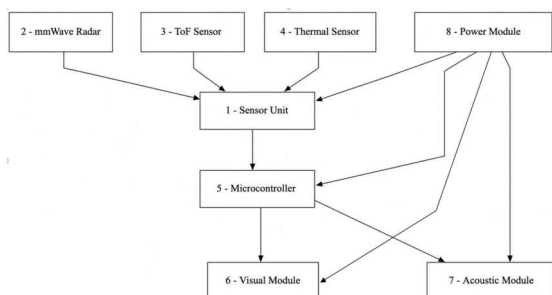 2 - mmWave Radar
3 - ToF Sensor
4 - Thermal Sensor
8 - Power Module
1 - Sensor Unit
5 - Microcontroller
6 - Visual Module
7 - Acoustic Module